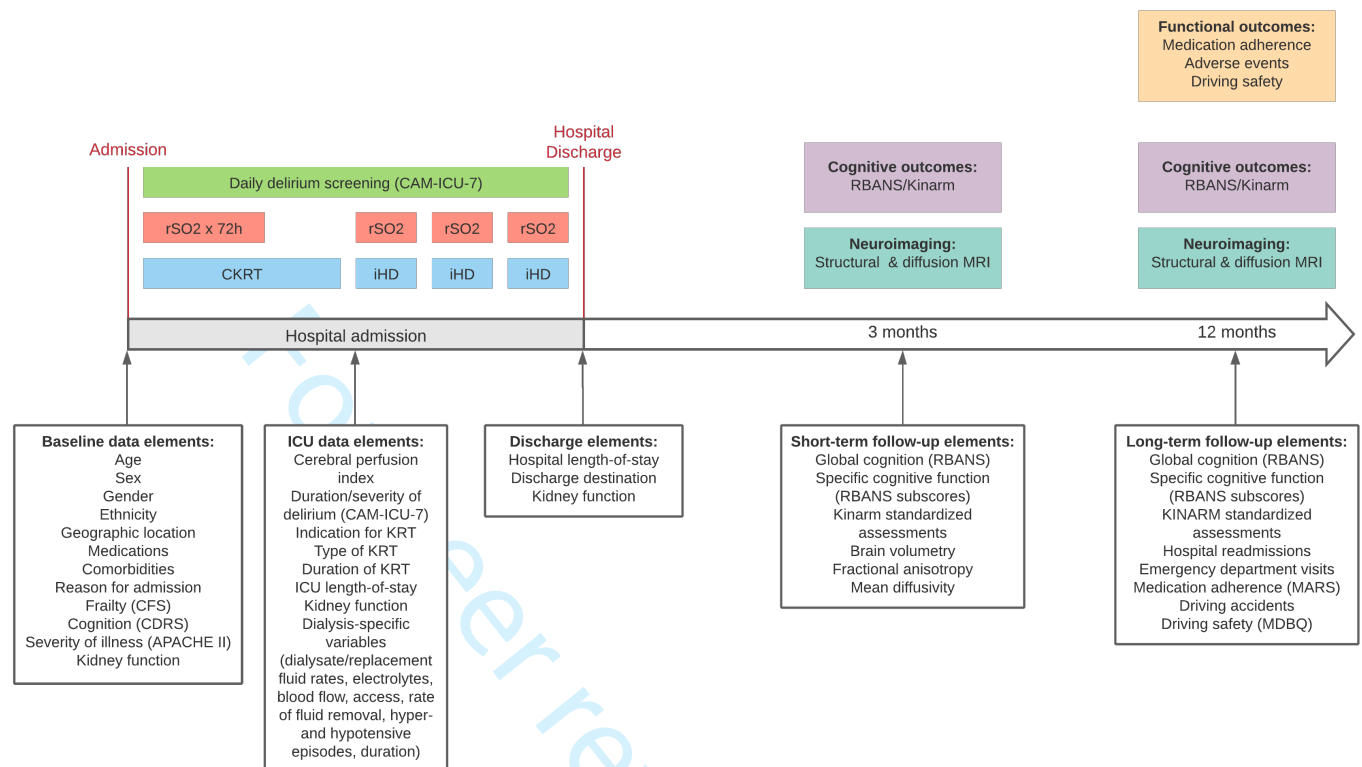 Functional outcomes:
Medication adherence
Adverse events
Driving safety
Admission
Hospital
Discharge
Daily delirium screening (CAM-ICU-7)
rSO2 x 72h
rSO2
rSO2
rSO2
CKRT
iHD
iHD
iHD
Cognitive outcomes:
RBANS/Kinarm
Neuroimaging:
Structural & diffusion MRI
Cognitive outcomes:
RBANS/Kinarm
Neuroimaging:
Structural & diffusion MRI
Hospital admission
3 months
12 months
Baseline data elements:
Age
Sex
Gender
Ethnicity
Geographic location
Medications
Comorbidities
Reason for admission
Frailty (CFS)
Cognition (CDRS)
Severity of illness (APACHE II)
Kidney function
ICU data elements:
Cerebral perfusion
index
Duration/severity of
delirium (CAM-ICU-7)
Indication for KRT
Type of KRT
Duration of KRT
ICU length-of-stay
Kidney function
Dialysis-specific
variables
(dialysate/replacement
fluid rates, electrolytes,
blood flow, access, rate
of fluid removal, hyper-
and hypotensive
episodes, duration)
Discharge elements:
Hospital length-of-stay
Discharge destination
Kidney function
Short-term follow-up elements:
Global cognition (RBANS)
Specific cognitive function
(RBANS subscores)
Kinarm standardized
assessments
Brain volumetry
Fractional anisotropy
Mean diffusivity
Long-term follow-up elements:
Global cognition (RBANS)
Specific cognitive function
(RBANS subscores)
KINARM standardized
assessments
Hospital readmissions
Emergency department visits
Medication adherence (MARS)
Driving accidents
Driving safety (MDBQ)